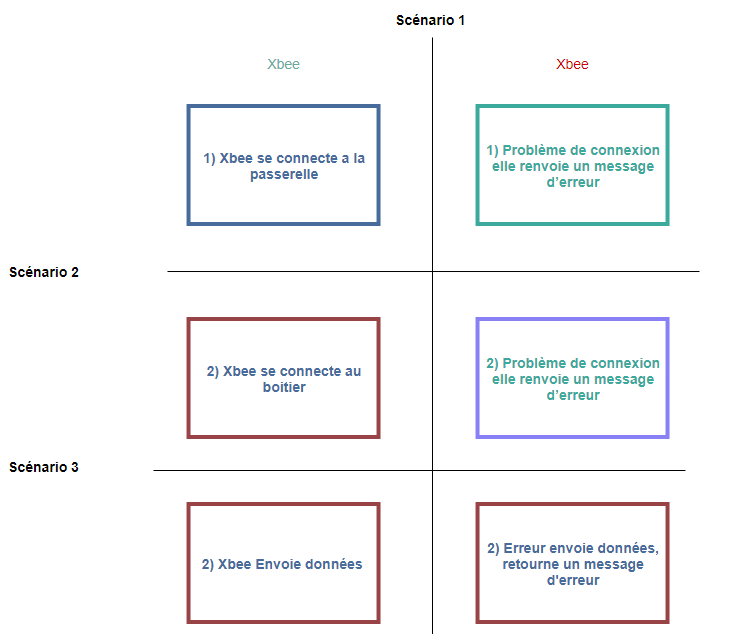 Scénario 1
Xbee
Xbee
1) Xbee se connecte a la
passerelle
1) Problème de connexion
elle renvoie un message
d’erreur
Scénario 2
2) Xbee se connecte au
boitier
2) Problème de connexion
elle renvoie un message
d’erreur
Scénario 3
2) Xbee Envoie données
2) Erreur envoie données,
retourne un message
d'erreur